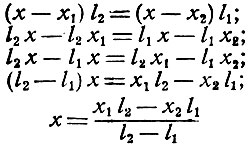 (x − x₁) l₂ = (x − x₂) l₁;
l₂ x − l₂ x₁ = l₁ x − l₁ x₂;
l₂ x − l₁ x = l₂ x₁ − l₁ x₂;
(l₂ − l₁) x = x₁ l₂ − x₂ l₁;
x = (x₁ l₂ − x₂ l₁) / (l₂ − l₁)